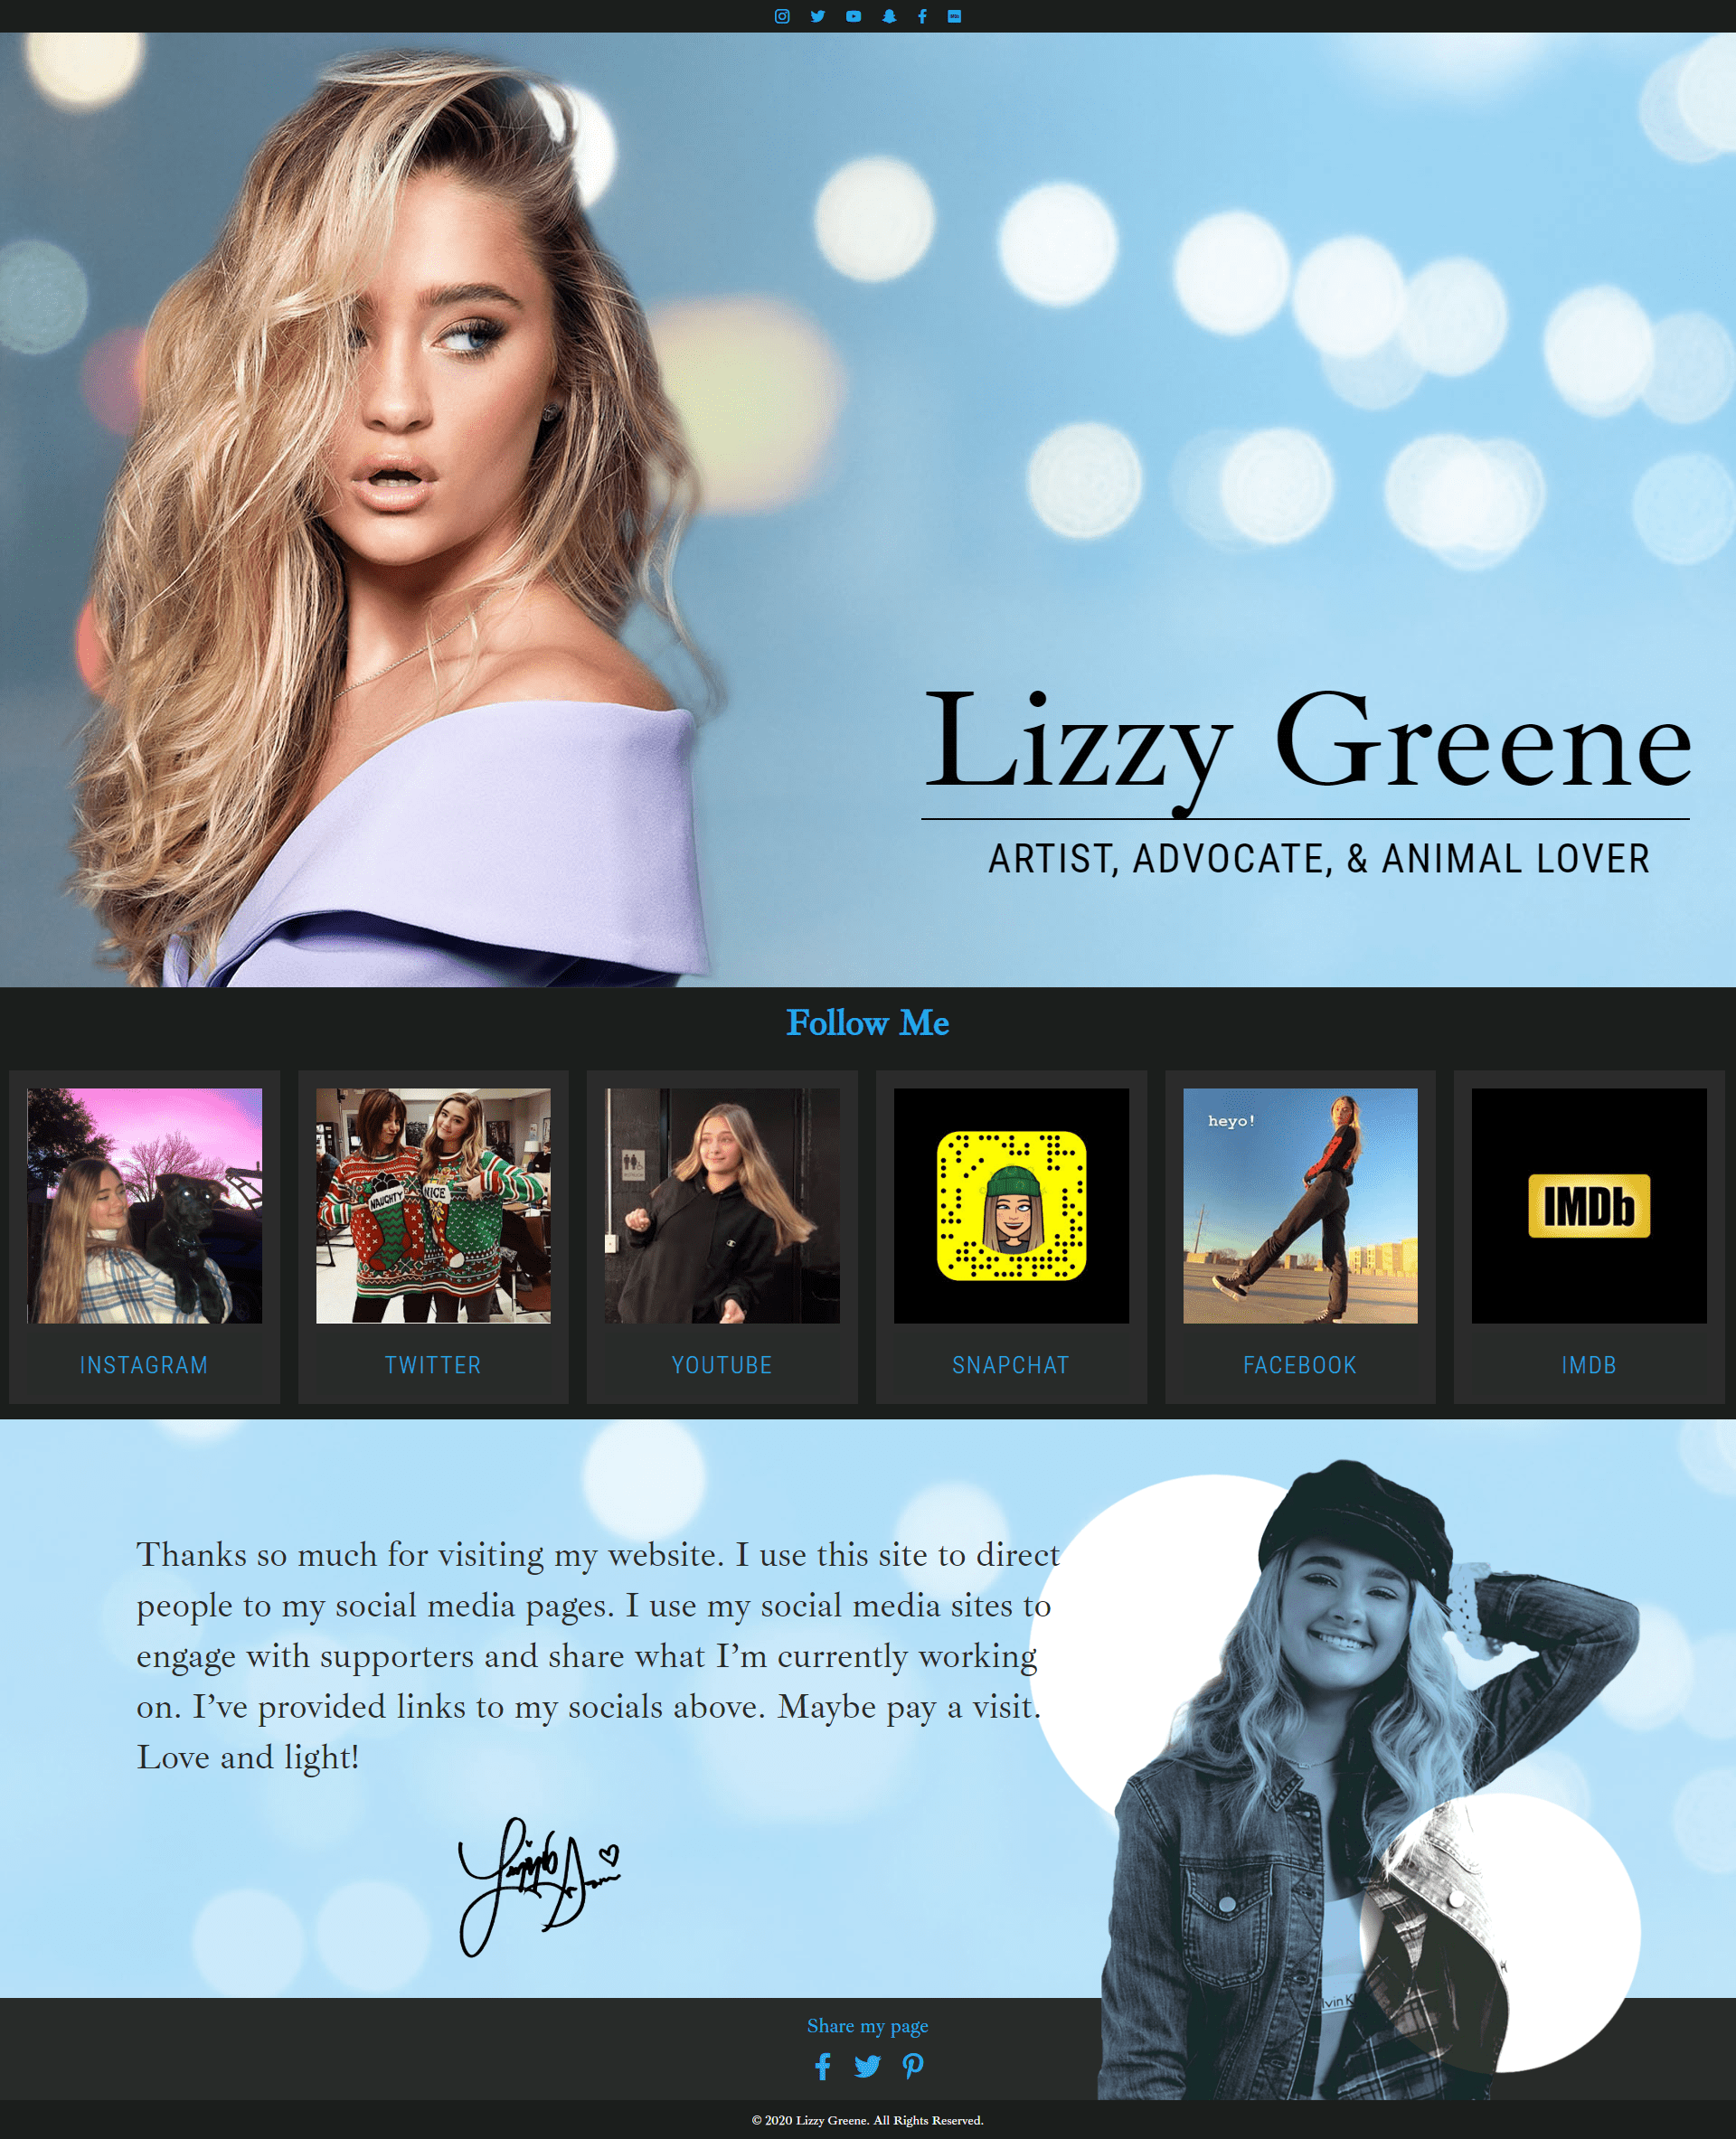 Lizzy Greene
ARTIST, ADVOCATE, & ANIMAL LOVER
Follow Me
NAUGHTY
NICE
heyo!
IMDb
INSTAGRAM
TWITTER
YOUTUBE
SNAPCHAT
FACEBOOK
IMDB
Thanks so much for visiting my website. I use this site to direct
people to my social media pages. I use my social media sites to
engage with supporters and share what I’m currently working
on. I’ve provided links to my socials above. Maybe pay a visit.
Love and light!
Share my page
© 2020 Lizzy Greene. All Rights Reserved.